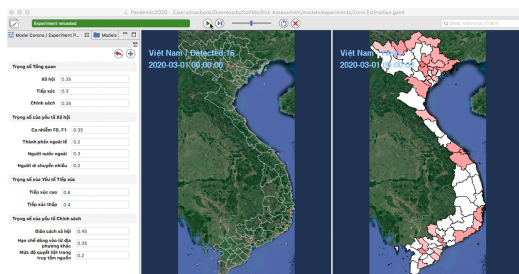 Pandemic2020 - /Users/macbook/Downloads/CoVMo/Risk Assessment/models/experiments/Zone Estimation.gaml
Experiment reloaded
GAML reference
Model Corona / Experiment P...
Models
Trọng số Tổng quan
Xã hội 0.35
Tiếp xúc 0.3
Chính sách 0.35
Trọng số của yếu tố Xã hội
Ca nhiễm F0, F1 0.35
Thành phần ngoài lề 0.2
Người nước ngoài 0.3
Người di chuyển nhiều 0.2
Trọng số của Yếu tố Tiếp xúc
Tiếp xúc cao 0.6
Tiếp xúc thấp 0.4
Trọng số của yếu tố Chính sách
Giãn cách xã hội 0.45
Hạn chế dòng vào từ địa phương khác 0.35
Mức độ quyết liệt trong truy tầm nguồn 0.2
Việt Nam / Detected:16
2020-03-01 00:00:00
Việt Nam /
2020-03-01 00:00:00